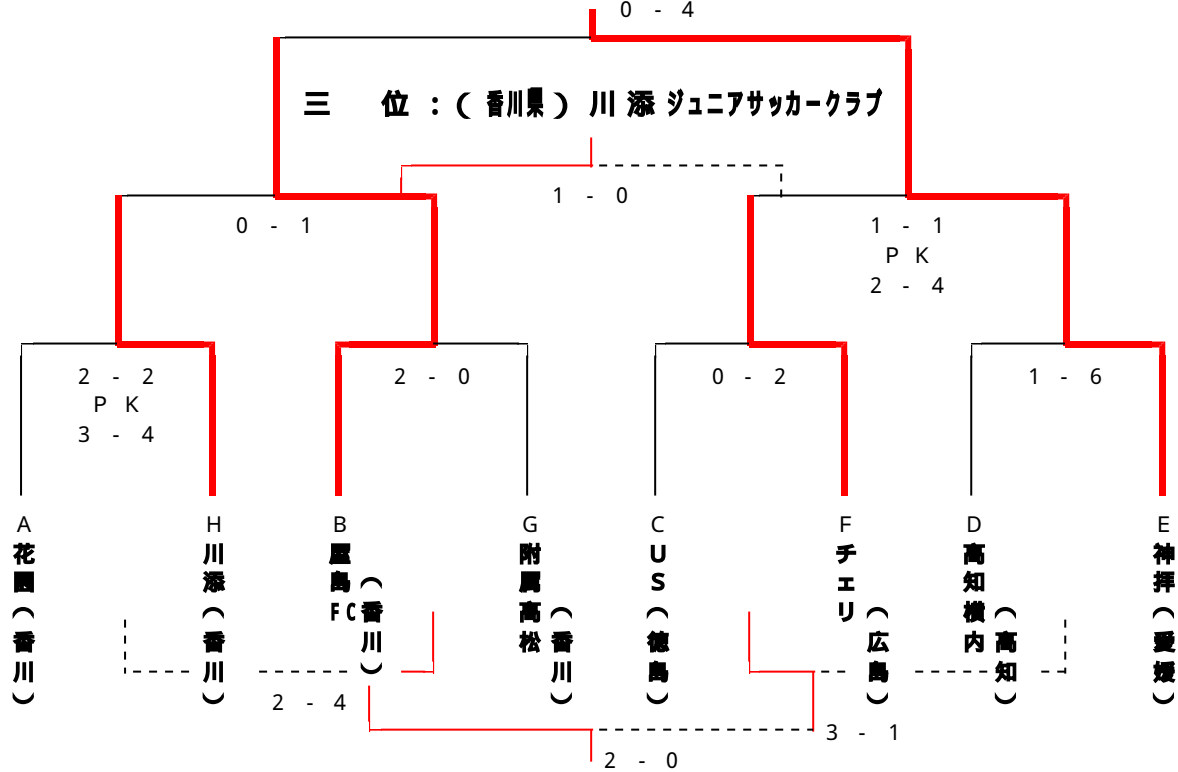 0 - 4
三 位 : ( 香川県 ) 川 添 ジュニアサッカークラブ
1 - 0
0 - 1
1 - 1
P K
2 - 4
2 - 2
P K
3 - 4
2 - 0
0 - 2
1 - 6
A
花園(香川)
H
川添(香川)
B
屋島FC
(香川)
G
附属高松
(香川)
C
US(徳島)
F
チェリ
(広島)
D
高知横内
(高知)
E
神拝(愛媛)
2 - 4
3 - 1
2 - 0